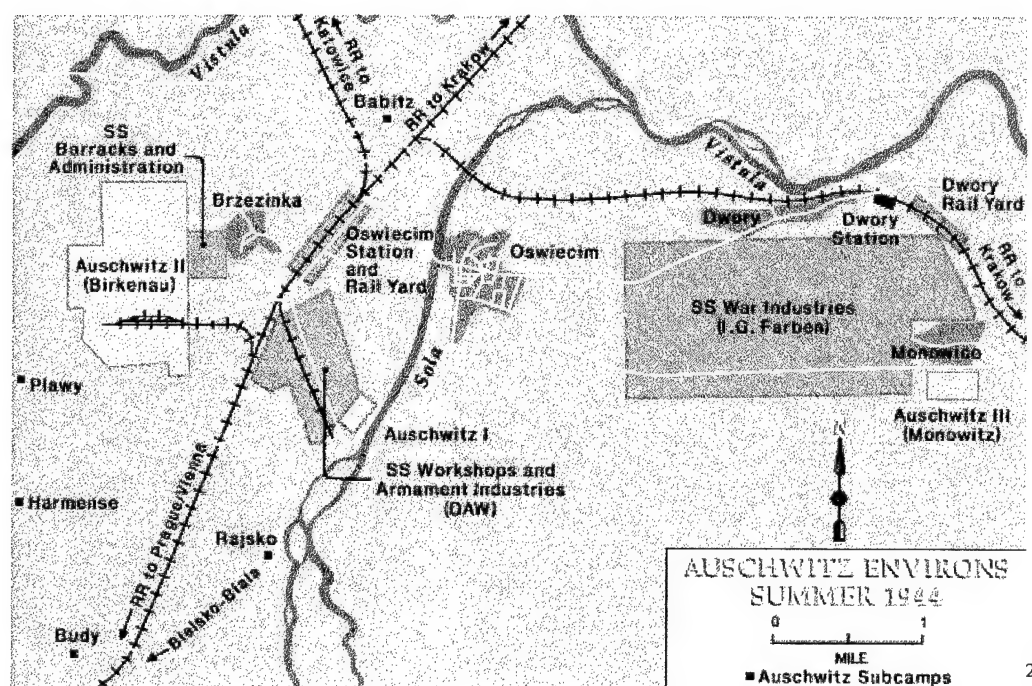 Vistula
RR to
Katowice
RR to Krakow
Babitz
SS
Barracks and
Administration
Brzezinka
Auschwitz II
(Birkenau)
Oswiecim
Station
and
Rail Yard
Oswiecim
Vistula
Dwory
Dwory
Station
Dwory
Rail Yard
RR to
Krakow
SS War Industries
(I.G. Farben)
Monowico
Auschwitz III
(Monowitz)
Sola
Plawy
Auschwitz I
SS Workshops and
Armament Industries
(DAW)
Harmense
RR to Prague/Vienna
Rajsko
Bielsko-Biala
Budy
N
AUSCHWITZ ENVIRONS
SUMMER 1944
0 1
MILE
Auschwitz Subcamps
2